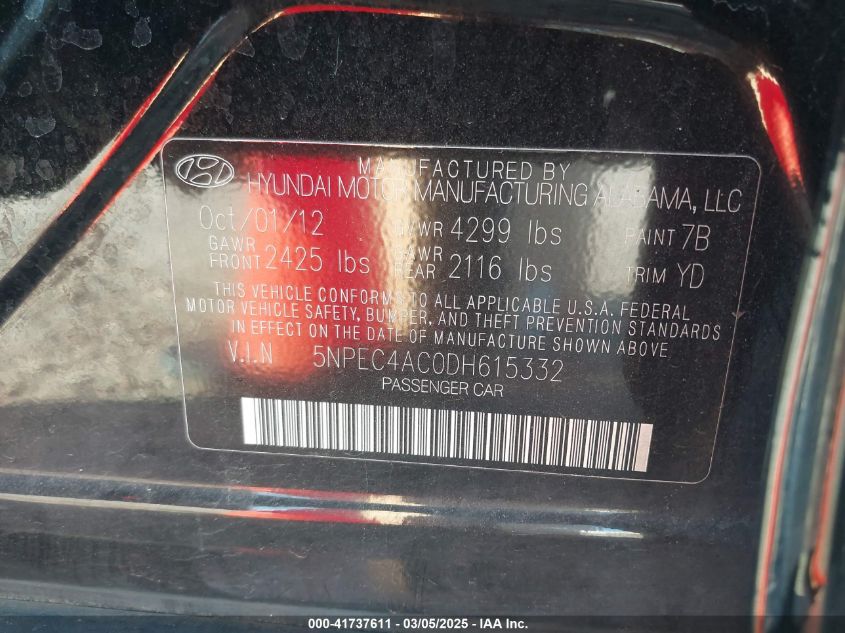 MANUFACTURED BY
HYUNDAI MOTOR MANUFACTURING ALABAMA, LLC
Oct/01/12 GVWR 4299 lbs PAINT 7B
GAWR FRONT 2425 lbs GAWR REAR 2116 lbs TRIM YD
THIS VEHICLE CONFORMS TO ALL APPLICABLE U.S.A. FEDERAL
MOTOR VEHICLE SAFETY, BUMPER, AND THEFT PREVENTION STANDARDS
IN EFFECT ON THE DATE OF MANUFACTURE SHOWN ABOVE
V.I.N 5NPEC4AC0DH615332
PASSENGER CAR
000-41737611 - 03/05/2025 - IAA Inc.